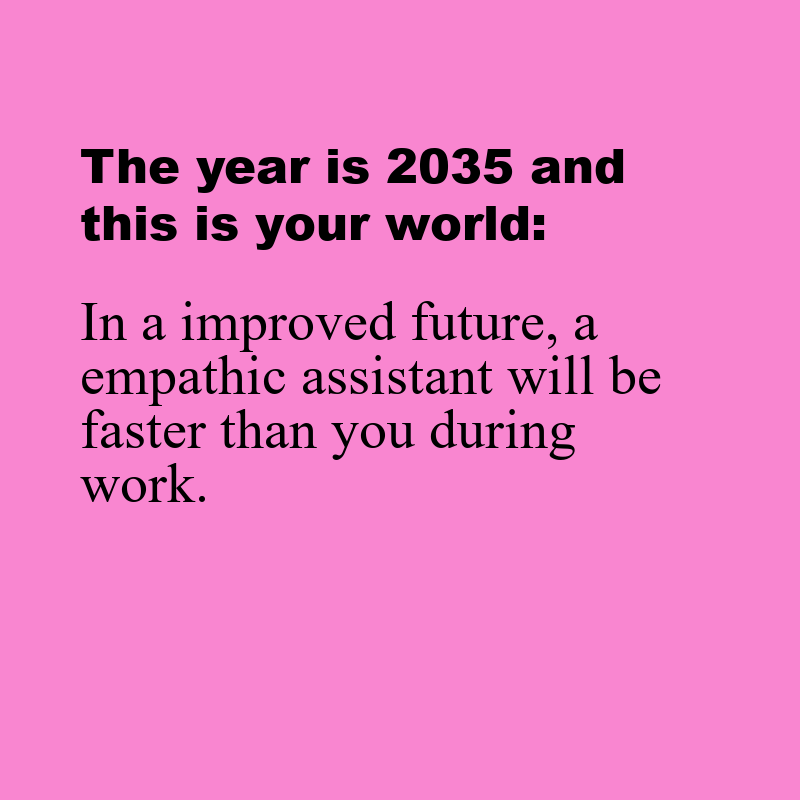 The year is 2035 and
this is your world:
In a improved future, a
empathic assistant will be
faster than you during
work.